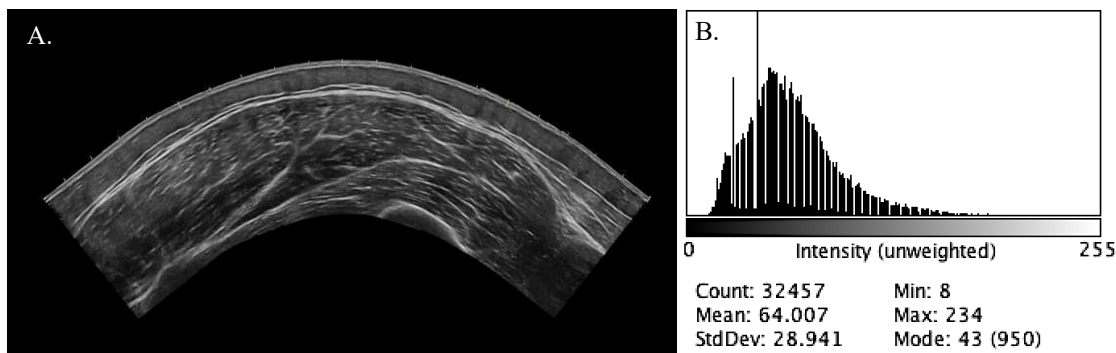 A.
B.
0 255
Intensity (unweighted)
Count: 32457 Min: 8
Mean: 64.007 Max: 234
StdDev: 28.941 Mode: 43 (950)